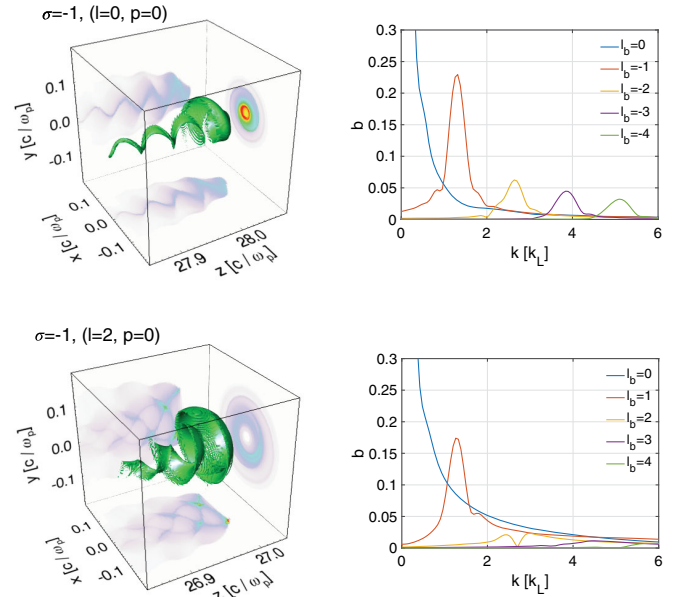 σ=-1, (l=0, p=0)
y [c / ω_p]
0.1
0.0
-0.1
x [c / ω_p]
0.1
0.0
-0.1
27.9
28.0
z [c / ω_p]
b
0.3
0.25
0.2
0.15
0.1
0.05
0
0 2 4 6
k [k_L]
l_b=0
l_b=-1
l_b=-2
l_b=-3
l_b=-4
σ=-1, (l=2, p=0)
y [c / ω_p]
0.1
0.0
-0.1
x [c / ω_p]
0.1
0.0
-0.1
26.9
27.0
z [c / ω_p]
b
0.3
0.25
0.2
0.15
0.1
0.05
0
0 2 4 6
k [k_L]
l_b=0
l_b=1
l_b=2
l_b=3
l_b=4